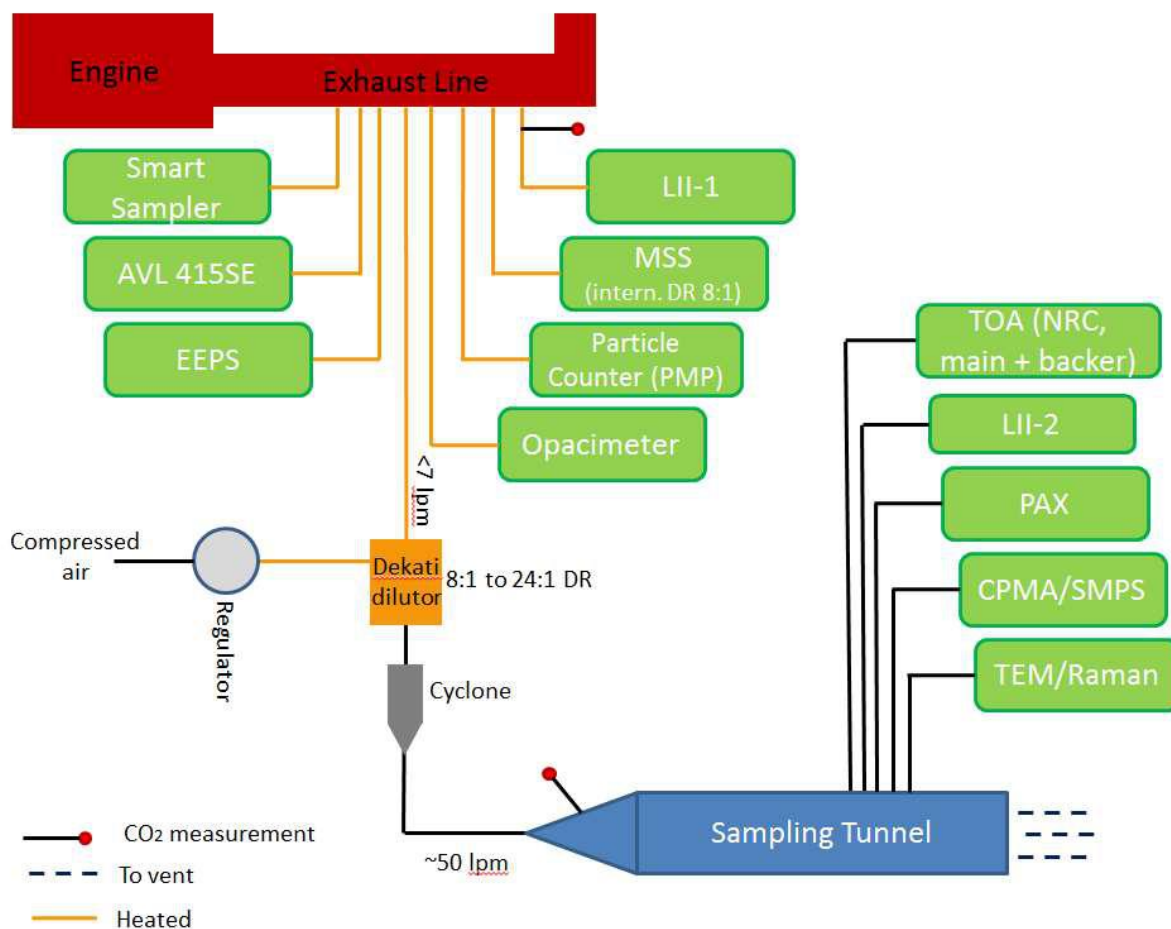 Engine
Exhaust Line
Smart
Sampler
LII-1
AVL 415SE
MSS
(intern. DR 8:1)
EEPS
Particle
Counter (PMP)
Opacimeter
TOA (NRC,
main + backer)
LII-2
PAX
CPMA/SMPS
TEM/Raman
<7 lpm
Compressed
air
Regulator
Dekati
dilutor
8:1 to 24:1 DR
Cyclone
Sampling Tunnel
~50 lpm
CO₂ measurement
To vent
Heated